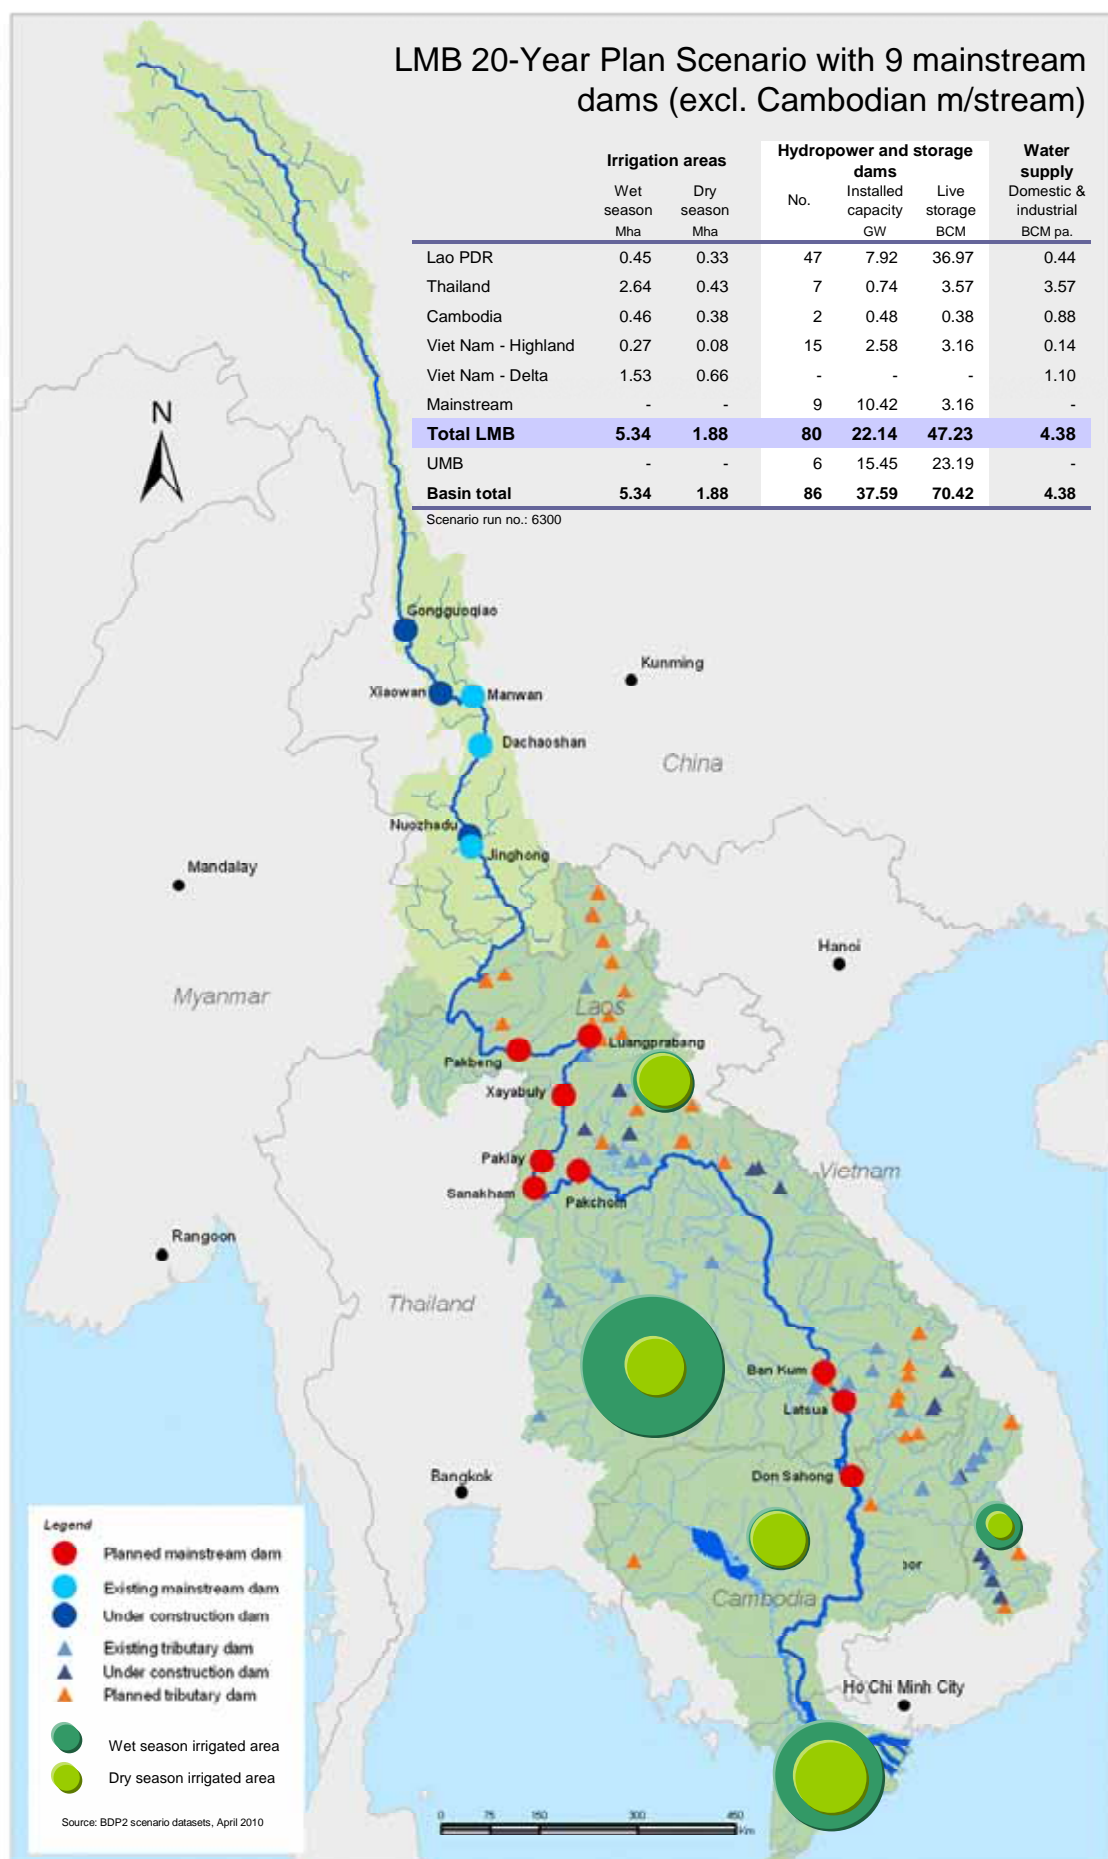 LMB 20-Year Plan Scenario with 9 mainstream
dams (excl. Cambodian m/stream)
Irrigation areas Hydropower and storage dams Water supply
Wet season Dry season No. Installed capacity Live storage Domestic & industrial
Mha Mha GW BCM BCM pa.
Lao PDR 0.45 0.33 47 7.92 36.97 0.44
Thailand 2.64 0.43 7 0.74 3.57 3.57
Cambodia 0.46 0.38 2 0.48 0.38 0.88
Viet Nam - Highland 0.27 0.08 15 2.58 3.16 0.14
Viet Nam - Delta 1.53 0.66 - - - 1.10
Mainstream - - 9 10.42 3.16 -
Total LMB 5.34 1.88 80 22.14 47.23 4.38
UMB - - 6 15.45 23.19 -
Basin total 5.34 1.88 86 37.59 70.42 4.38
Scenario run no.: 6300
N
Gongguoqiao
Kunming
Xiaowan
Manwan
Dachaoshan
China
Nuozhadu
Jinghong
Mandalay
Hanoi
Myanmar
Laos
Luangprabang
Pakbeng
Xayabuly
Paklay
Vietnam
Sanakham
Pakchom
Rangoon
Thailand
Ban Kum
Latsua
Bangkok
Don Sahong
bor
Cambodia
Ho Chi Minh City
Legend
Planned mainstream dam
Existing mainstream dam
Under construction dam
Existing tributary dam
Under construction dam
Planned tributary dam
Wet season irrigated area
Dry season irrigated area
Source: BDP2 scenario datasets, April 2010
0 75 150 300 450
Km